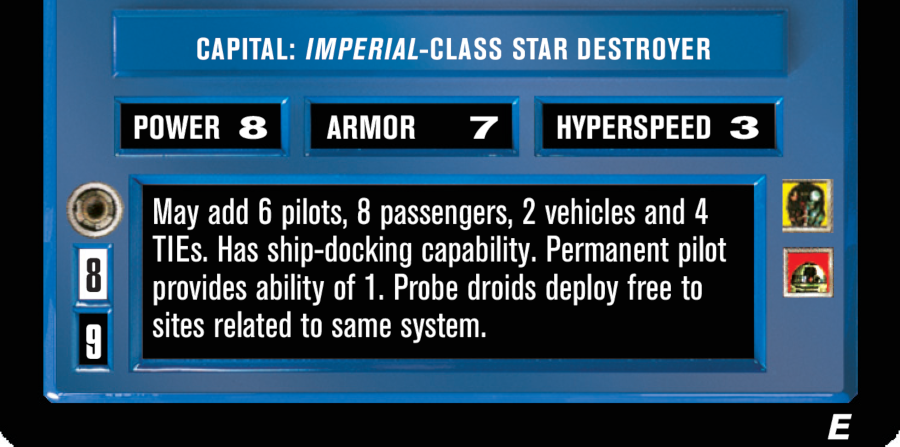 CAPITAL: IMPERIAL-CLASS STAR DESTROYER
POWER 8 ARMOR 7 HYPERSPEED 3
May add 6 pilots, 8 passengers, 2 vehicles and 4
TIEs. Has ship-docking capability. Permanent pilot
provides ability of 1. Probe droids deploy free to
sites related to same system.
8
9
E